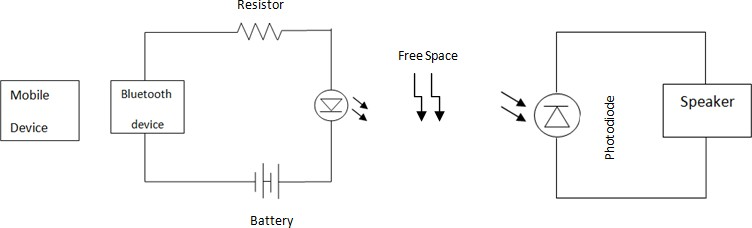 Resistor
Free Space
Mobile
Device
Bluetooth
device
Photodiode
Speaker
Battery